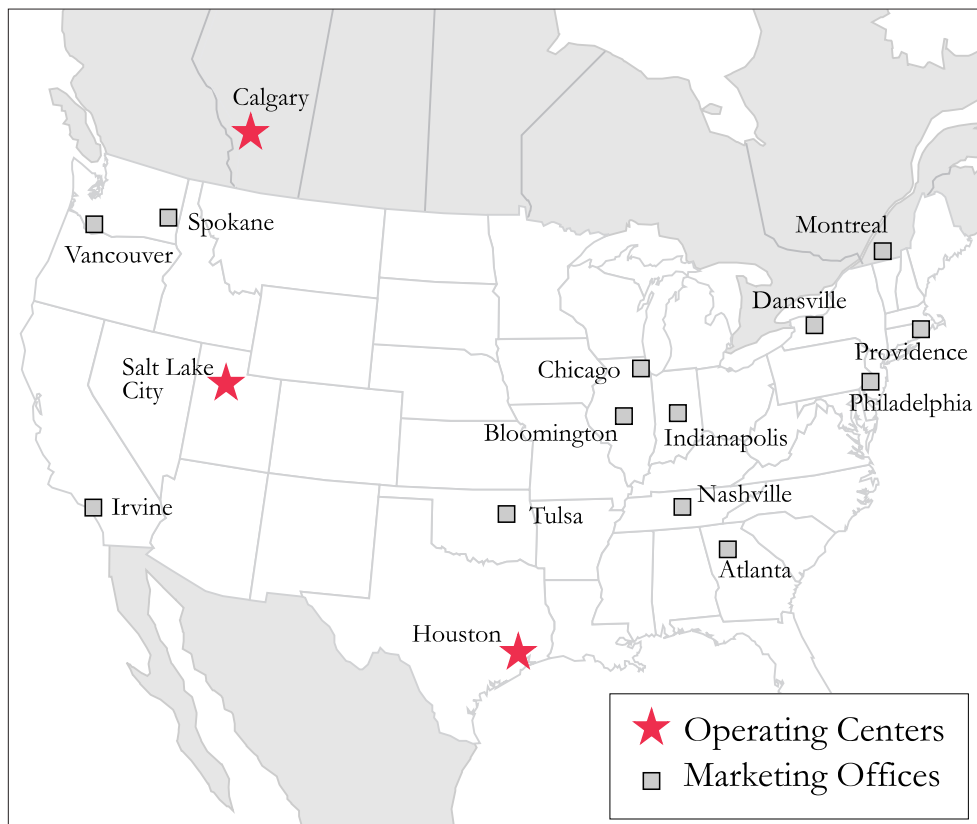 Calgary
Spokane
Vancouver
Montreal
Dansville
Providence
Salt Lake
City
Chicago
Philadelphia
Bloomington
Indianapolis
Irvine
Nashville
Tulsa
Atlanta
Houston
Operating Centers
Marketing Offices